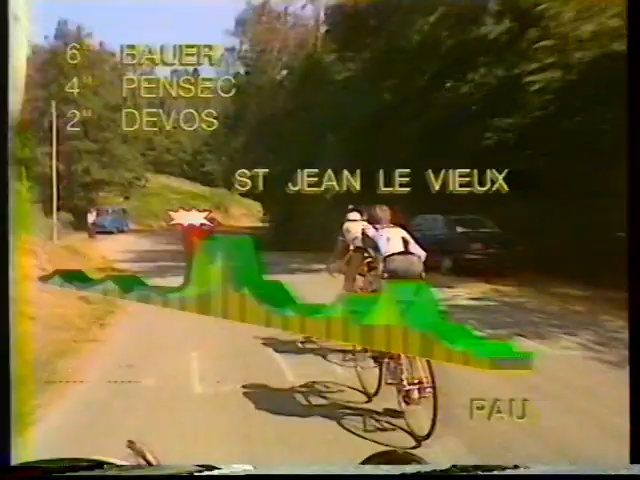 6" BAUER
4" PENSEC
2" DEVOS
ST JEAN LE VIEUX
PAU